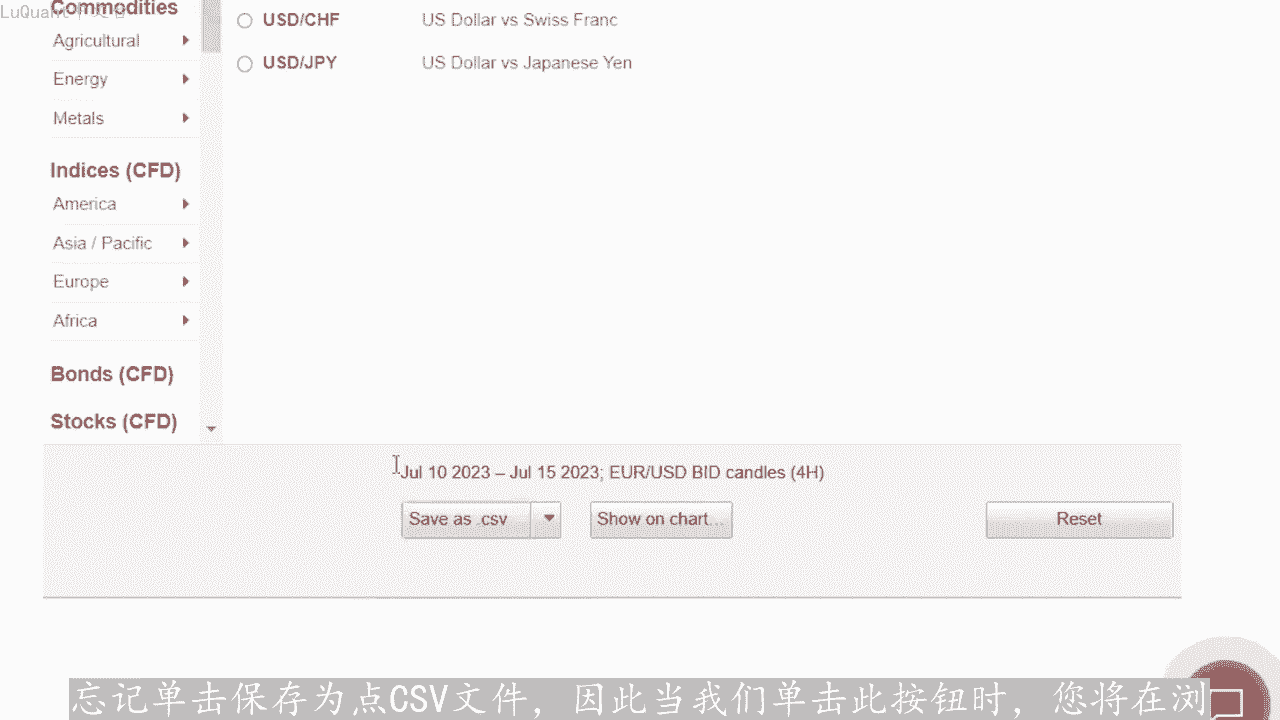 LuQuant
Commodities
USD/CHF US Dollar vs Swiss Franc
Agricultural
USD/JPY US Dollar vs Japanese Yen
Energy
Metals
Indices (CFD)
America
Asia / Pacific
Europe
Africa
Bonds (CFD)
Stocks (CFD)
Jul 10 2023 – Jul 15 2023; EUR/USD BID candles (4H)
Save as .csv Show on chart... Reset
忘记单击保存为点CSV文件，因此当我们单击此按钮时，您将在浏